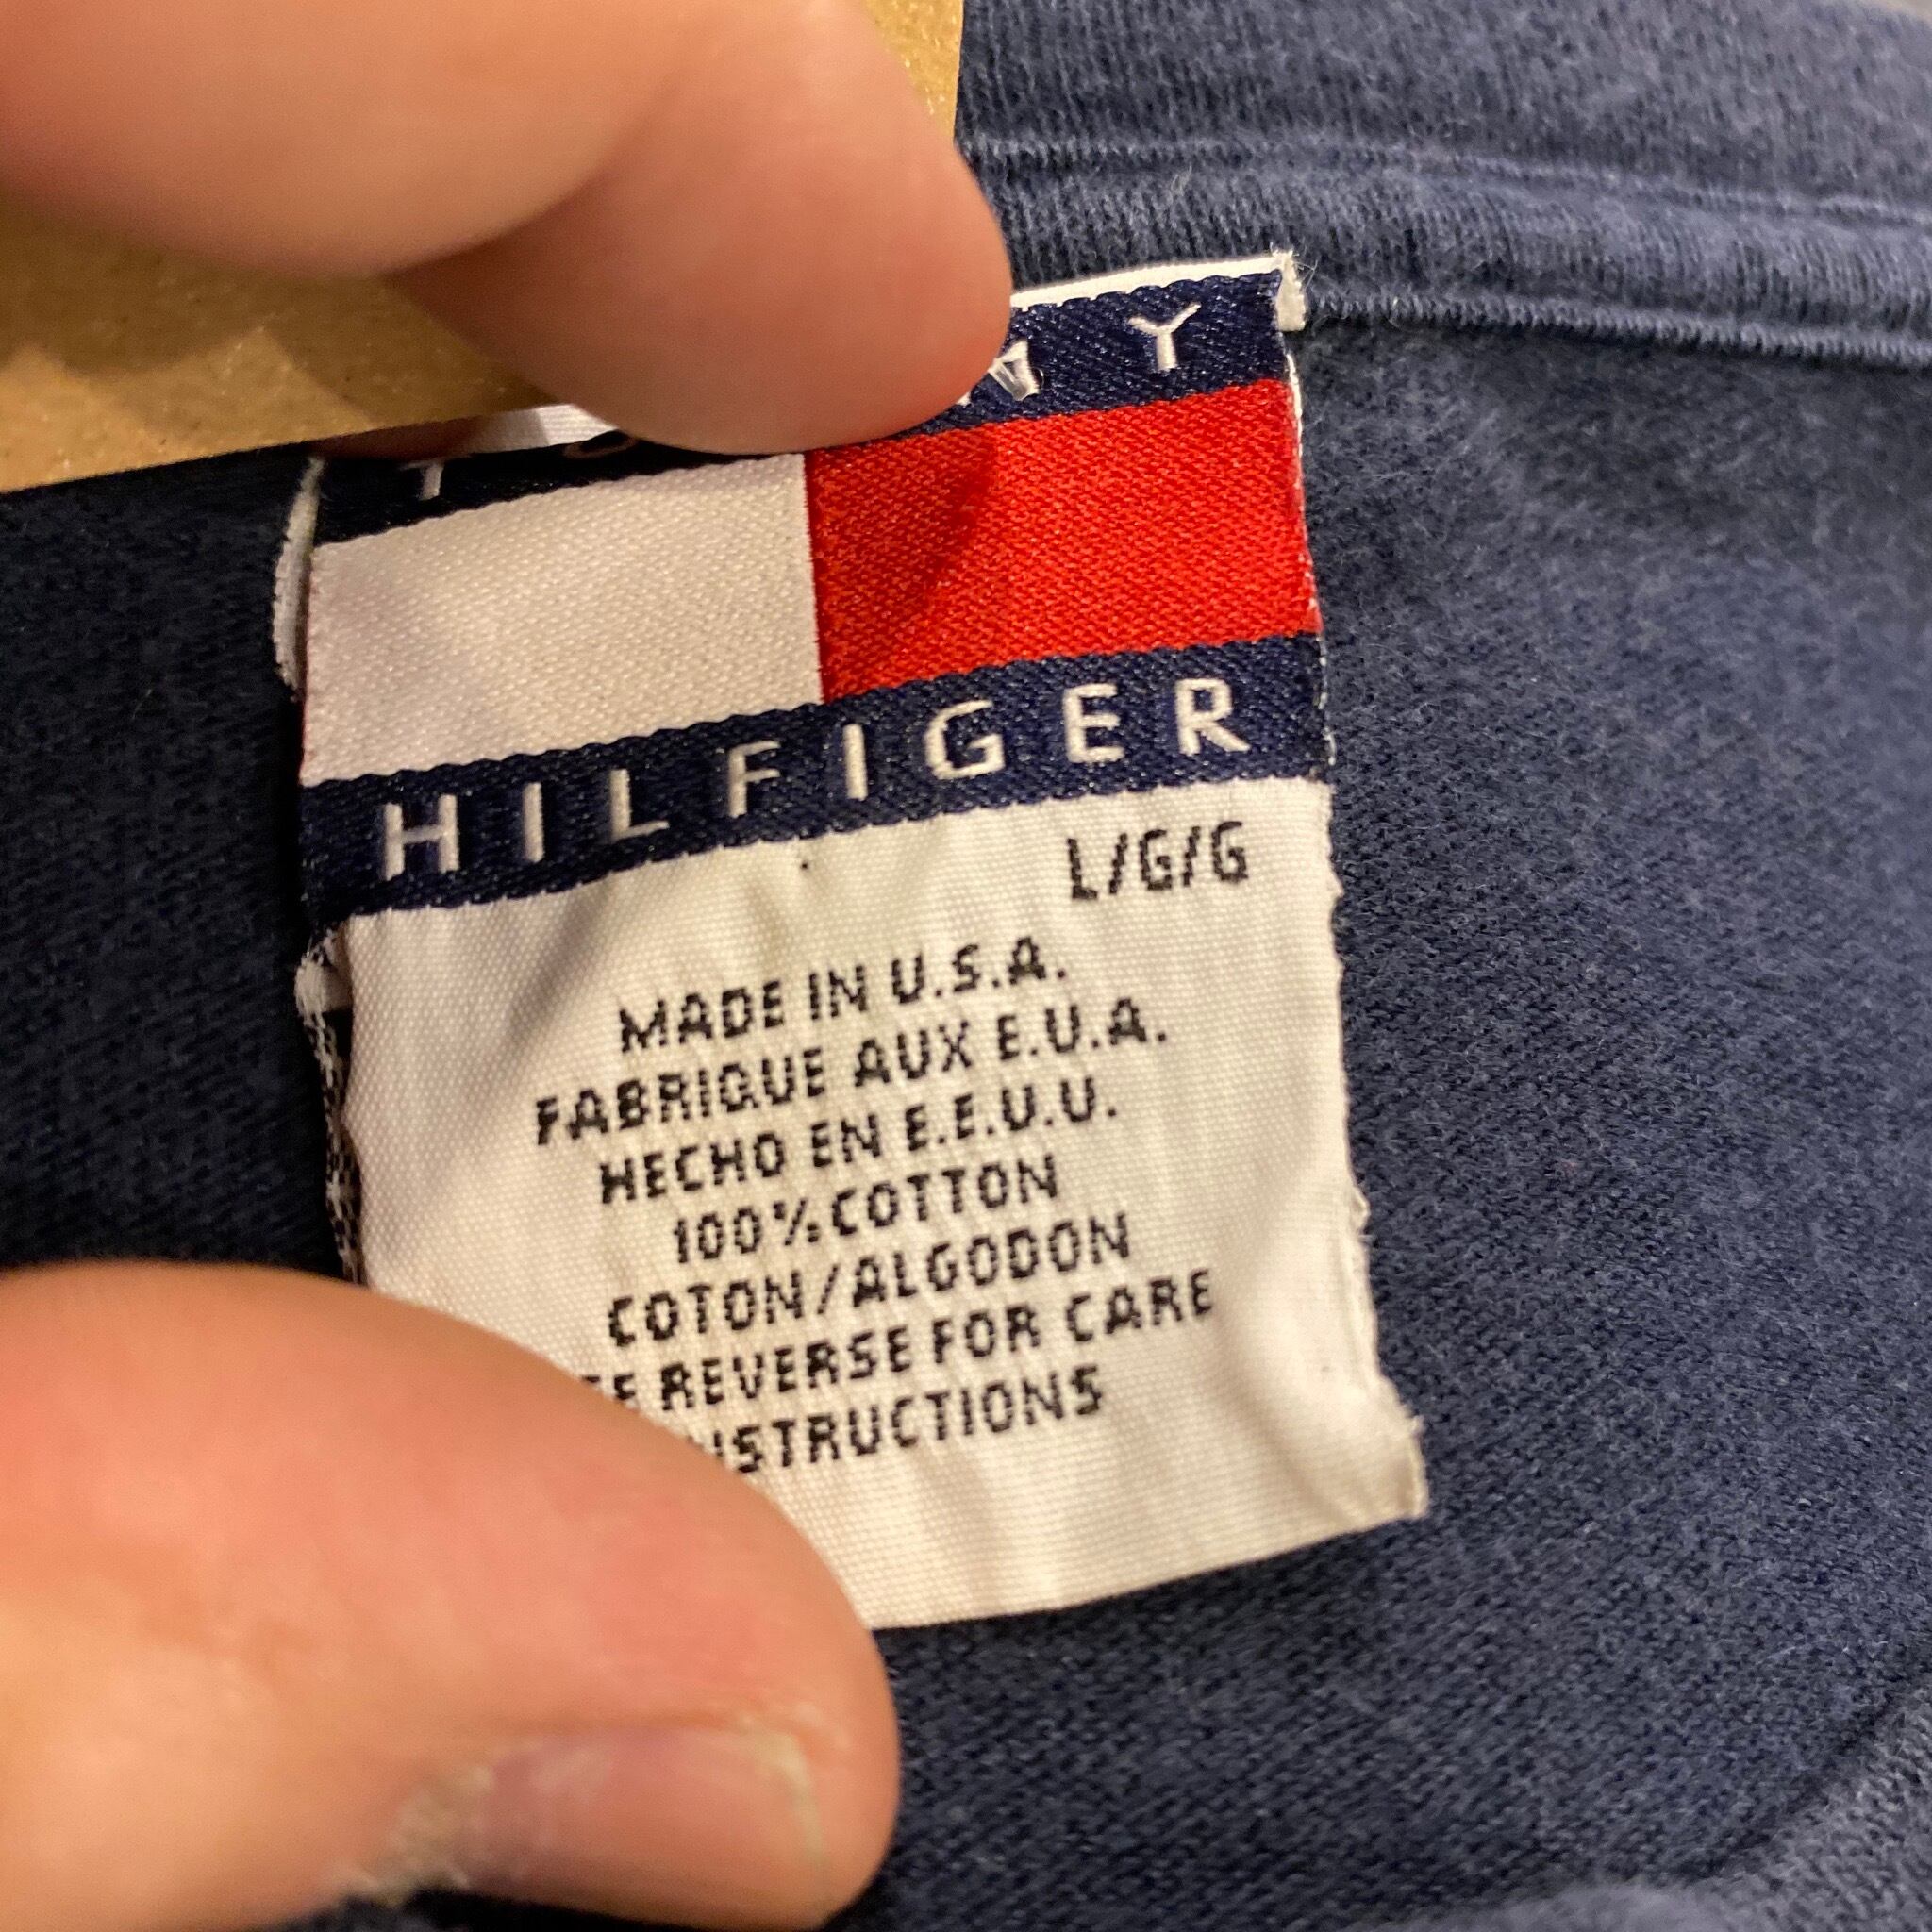 HILFIGER
L/G/G
MADE IN U.S.A.
FABRIQUE AUX E.U.A.
HECHO EN E.E.U.U.
100% COTTON
COTON/ALGODON
REVERSE FOR CARE